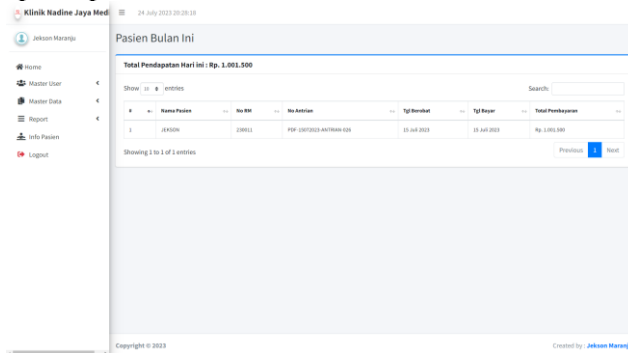 Klinik Nadine Jaya Medi
24 July 2023 20:28:18
Jekson Maranju
Home
Master User
Master Data
Report
Info Pasien
Logout
Pasien Bulan Ini
Total Pendapatan Hari ini : Rp. 1.001.500
Show 10 entries
Search:
# Nama Pasien No RM No Antrian Tgl Berobat Tgl Bayar Total Pembayaran
1 JEKSON 230011 PDF-15072023-ANTRIAN-026 15 Juli 2023 15 Juli 2023 Rp. 1.001.500
Showing 1 to 1 of 1 entries
Previous 1 Next
Copyright © 2023
Created by : Jekson Maranj